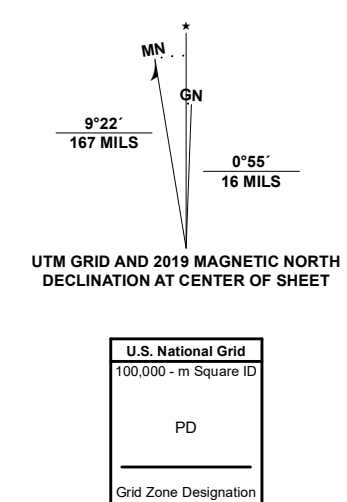 MN
GN
9°22´
167 MILS
0°55´
16 MILS
UTM GRID AND 2019 MAGNETIC NORTH
DECLINATION AT CENTER OF SHEET
U.S. National Grid
100,000 - m Square ID
PD
Grid Zone Designation